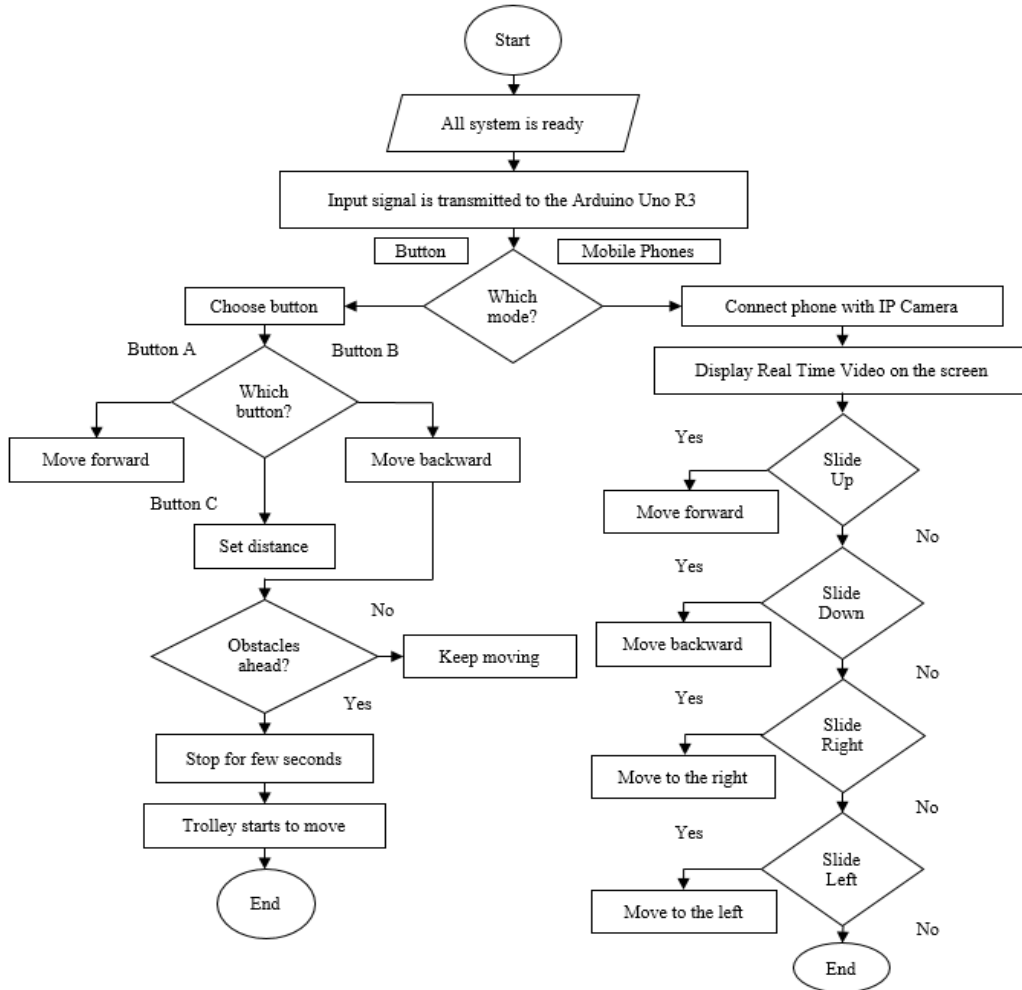 Start
All system is ready
Input signal is transmitted to the Arduino Uno R3
Button
Mobile Phones
Which
mode?
Choose button
Button A
Button B
Which
button?
Move forward
Move backward
Button C
Set distance
No
Obstacles
ahead?
Keep moving
Yes
Stop for few seconds
Trolley starts to move
End
Connect phone with IP Camera
Display Real Time Video on the screen
Yes
Slide
Up
Move forward
No
Yes
Slide
Down
Move backward
No
Yes
Slide
Right
Move to the right
No
Yes
Slide
Left
Move to the left
No
End